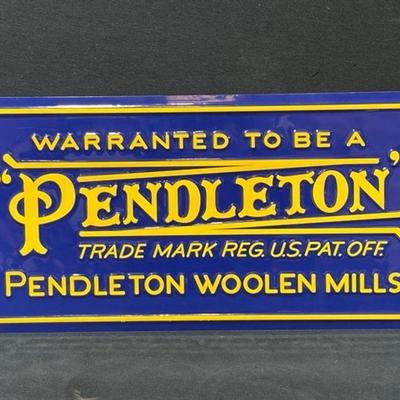 WARRANTED TO BE A
"PENDLETON"
TRADE MARK REG. U.S. PAT. OFF.
PENDLETON WOOLEN MILLS